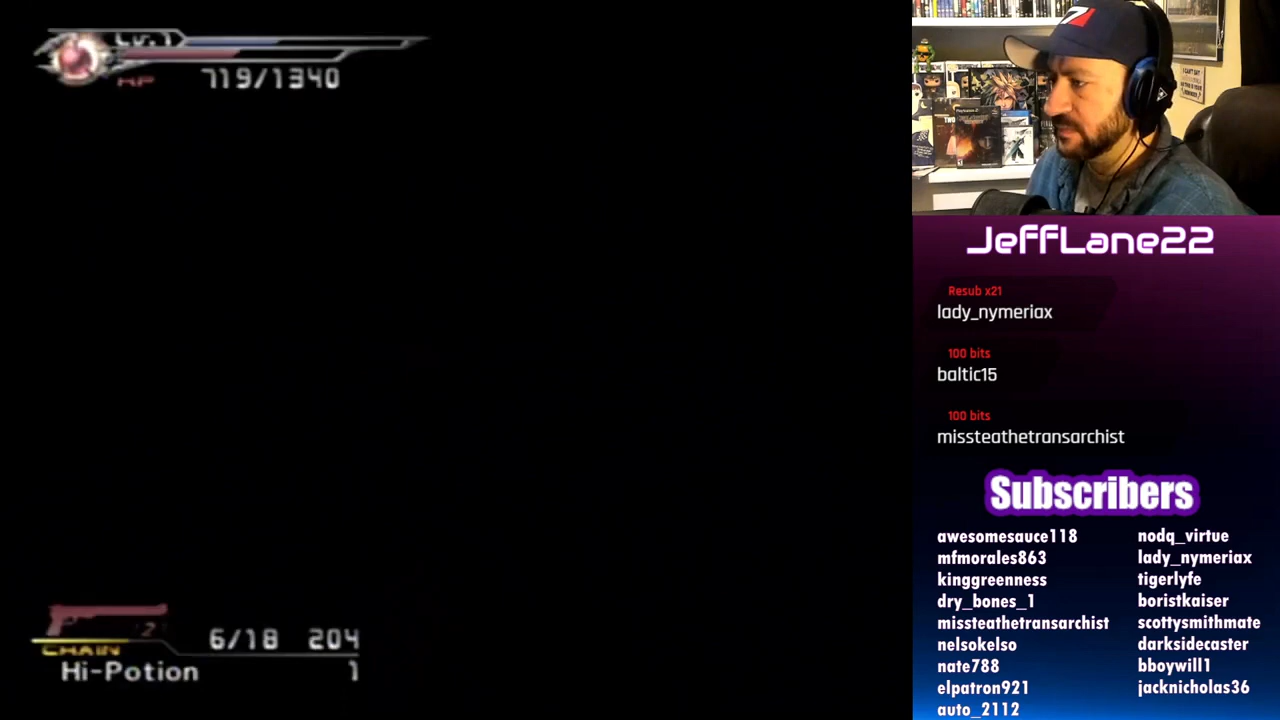 Lv.1
HP
719/1340
JeffLane22
Resub x21
lady_nymeriax
100 bits
baltic15
100 bits
missteathetransarchist
Subscribers
awesomesauce118
mfmorales863
kinggreenness
dry_bones_1
missteathetransarchist
nelsokelso
nate788
elpatron921
auto_2112
nodq_virtue
lady_nymeriax
tigerlyfe
boristkaiser
scottysmithmate
darksidecaster
bboywill1
jacknicholas36
2
6/18 204
CHAIN
Hi-Potion 1